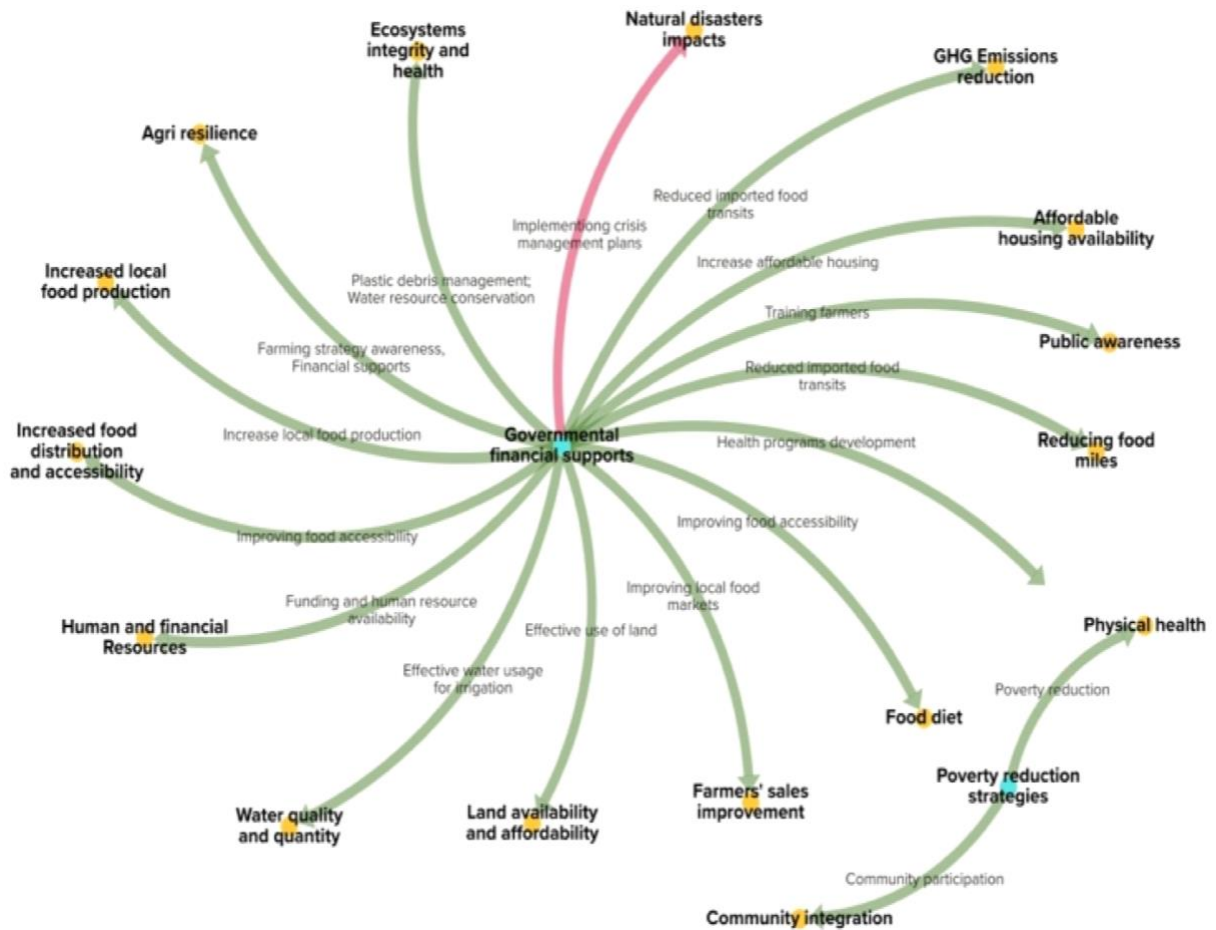 Natural disasters
impacts
Ecosystems
integrity and
health
GHG Emissions
reduction
Agri resilience
Reduced imported food
transits
Implementiong crisis
management plans
Affordable
housing availability
Increase affordable housing
Increased local
food production
Plastic debris management;
Water resource conservation
Training farmers
Public awareness
Farming strategy awareness,
Financial supports
Reduced imported food
transits
Increased food
distribution
and accessibility
Increase local food production
Governmental
financial supports
Health programs development
Reducing food
miles
Improving food accessibility
Improving food accessibility
Funding and human resource
availability
Improving local food
markets
Human and financial
Resources
Effective use of land
Physical health
Effective water usage
for irrigation
Poverty reduction
Food diet
Poverty reduction
strategies
Water quality
and quantity
Land availability
and affordability
Farmers' sales
improvement
Community participation
Community integration